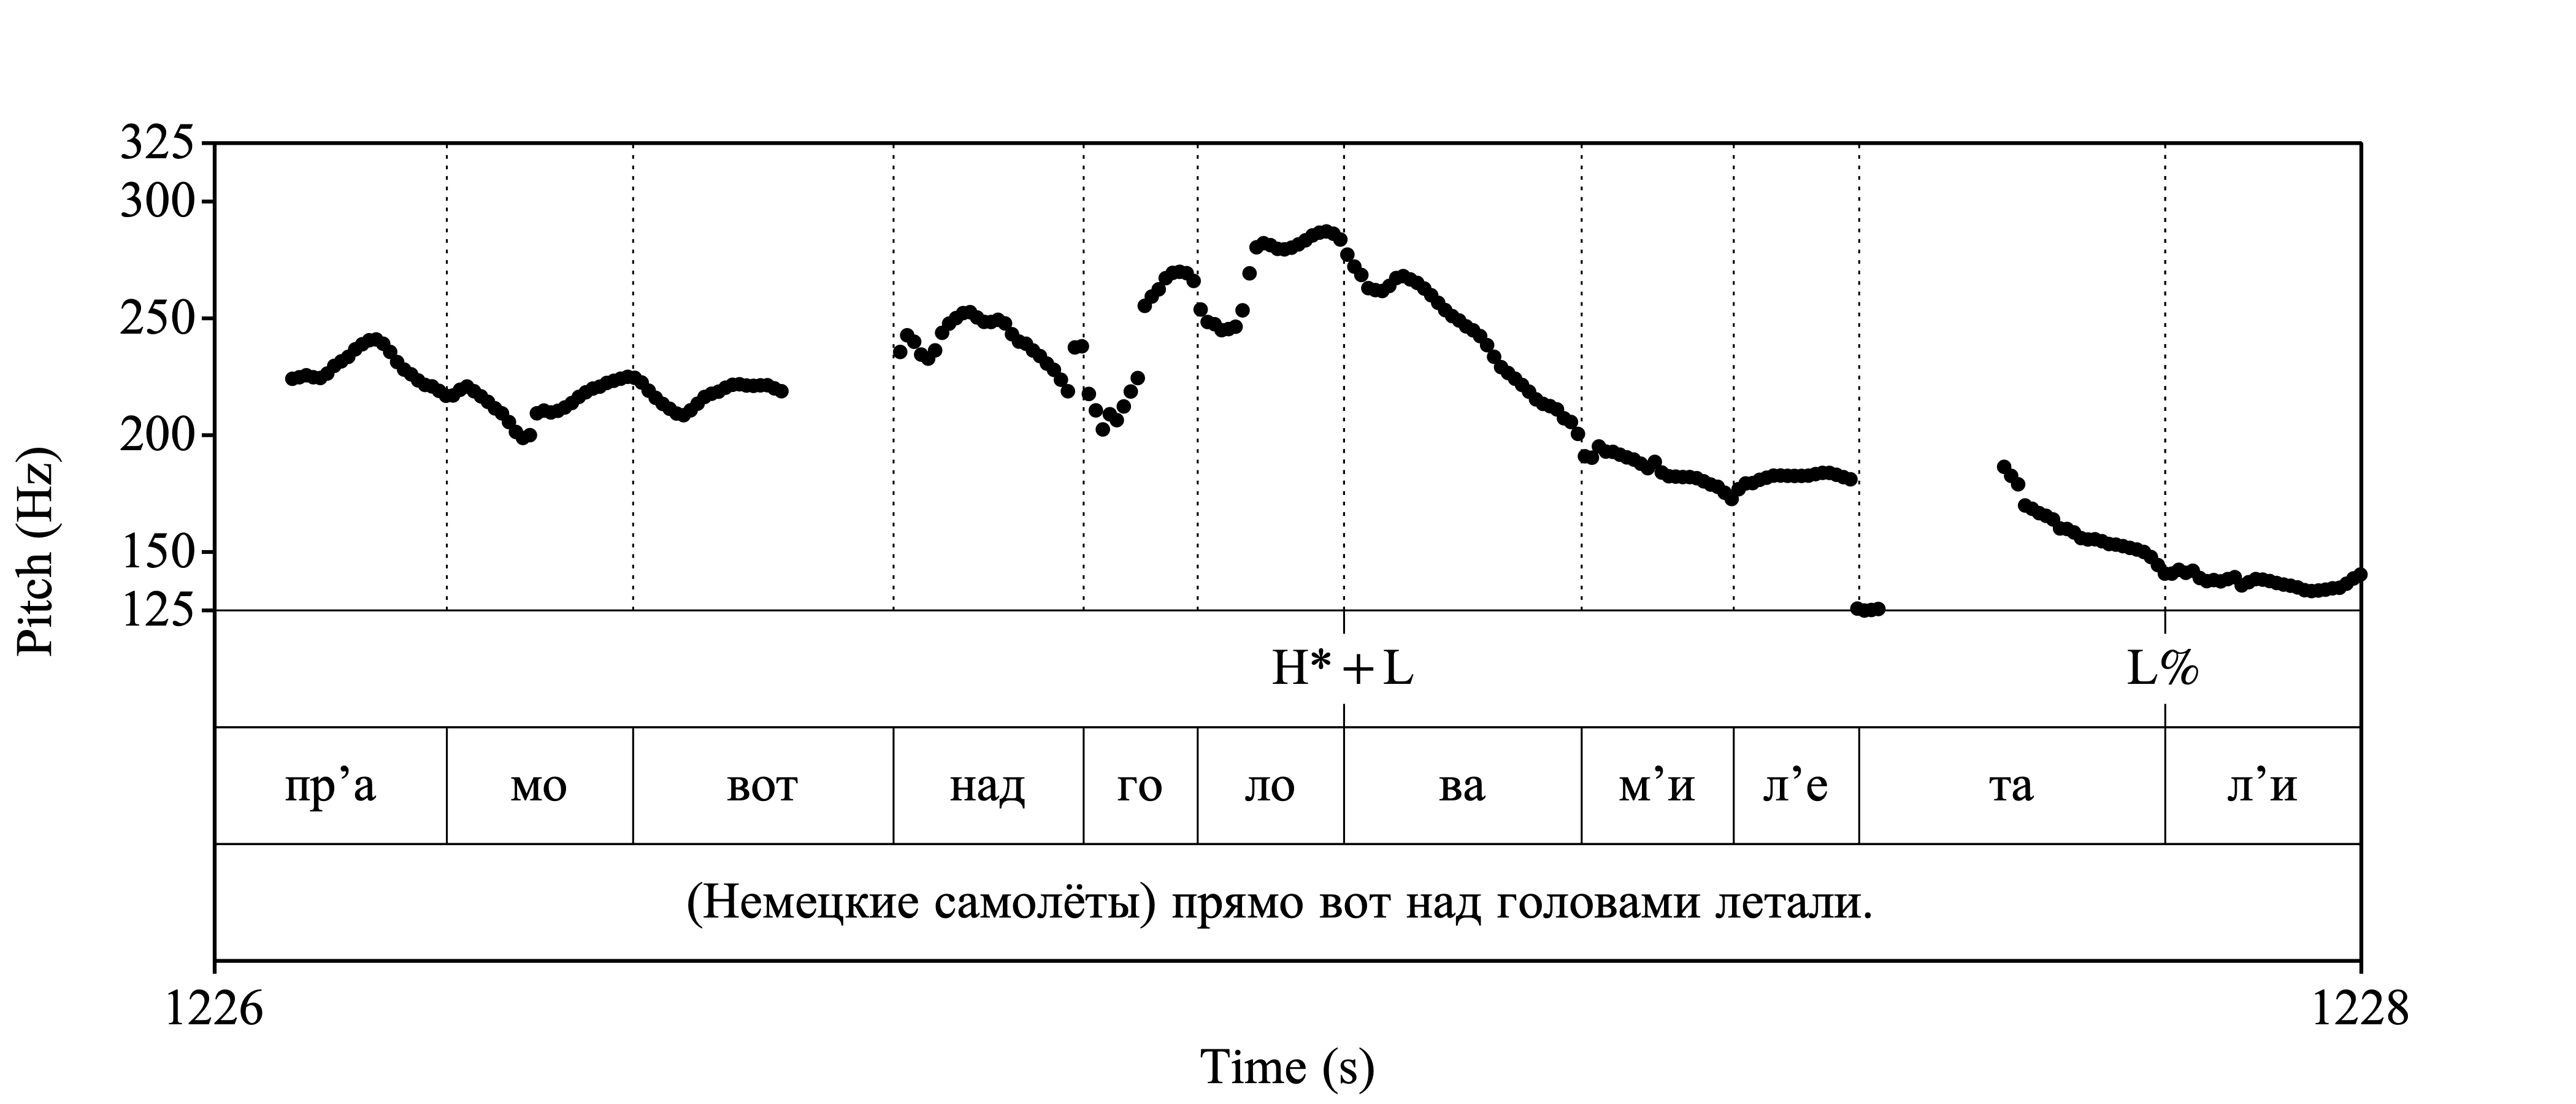 325
300
250
200
150
125
Pitch (Hz)
H* + L L%
пр’а мо вот над го ло ва м’и л’е та л’и
(Немецкие самолёты) прямо вот над головами летали.
1226 1228
Time (s)